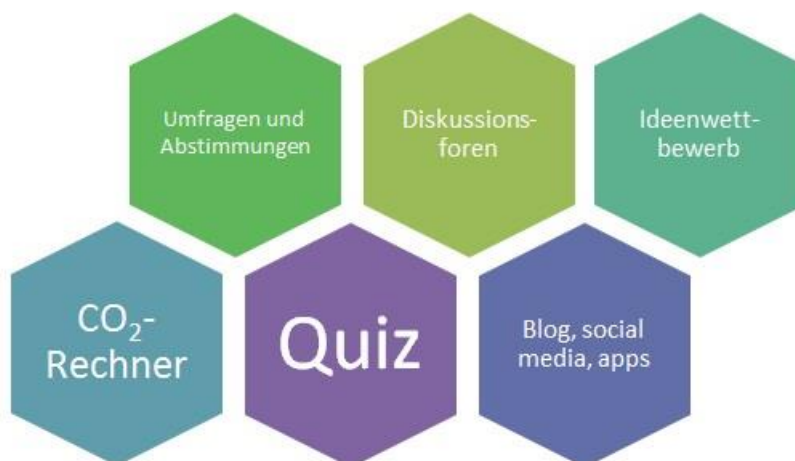 Umfragen und
Abstimmungen
Diskussions-
foren
Ideenwett-
bewerb
CO₂-
Rechner
Quiz
Blog, social
media, apps